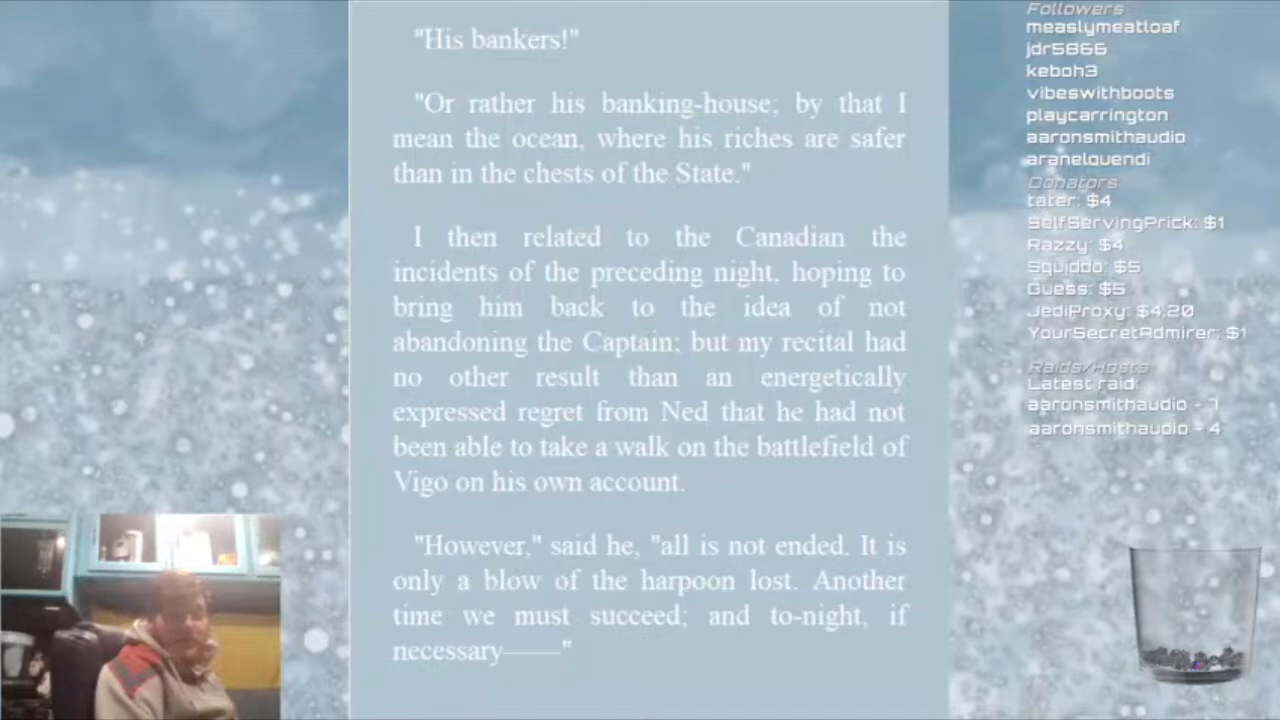 "His bankers!"
"Or rather his banking-house; by that I
mean the ocean, where his riches are safer
than in the chests of the State."
I then related to the Canadian the
incidents of the preceding night, hoping to
bring him back to the idea of not
abandoning the Captain; but my recital had
no other result than an energetically
expressed regret from Ned that he had not
been able to take a walk on the battlefield of
Vigo on his own account.
"However," said he, "all is not ended. It is
only a blow of the harpoon lost. Another
time we must succeed; and to-night, if
necessary——"
Followers
measlymeatloaf
jdr5866
keboh3
vibeswithboots
playcarrington
aaronsmithaudio
aranelquendi
Donators
tater: $4
SelfServingPrick: $1
Razzy: $4
Squidda: $5
Guess: $5
JediProxy: $4.20
YourSecretAdmirer: $1
Raids/Hosts
Latest raid:
aaronsmithaudio - 7
aaronsmithaudio - 4